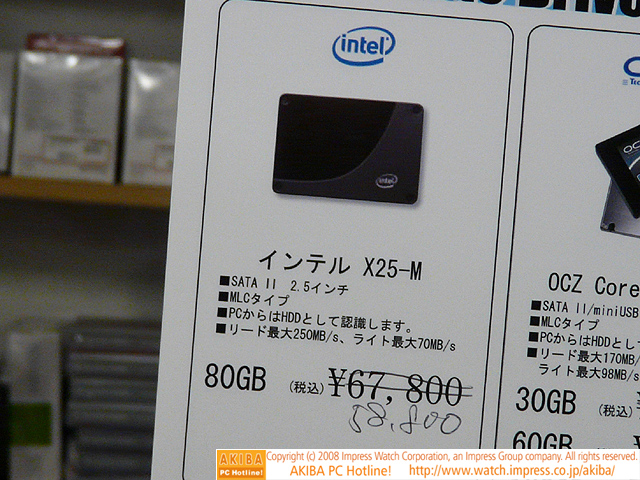 intel
intel
インテル X25-M
■SATA II 2.5インチ
■MLCタイプ
■PCからはHDDとして認識します。
■リード最大250MB/s、ライト最大70MB/s
80GB (税込) ¥67,800
58,800
OCZ Core
■SATA II/miniUSB
■MLCタイプ
■PCからはHDDとし
■リード最大170MB/
ライト最大98MB/s
30GB (税込) ¥
60GB
AKIBA
PC Hotline!
Copyright (c) 2008 Impress Watch Corporation, an Impress Group company. All rights reserved.
AKIBA PC Hotline! http://www.watch.impress.co.jp/akiba/